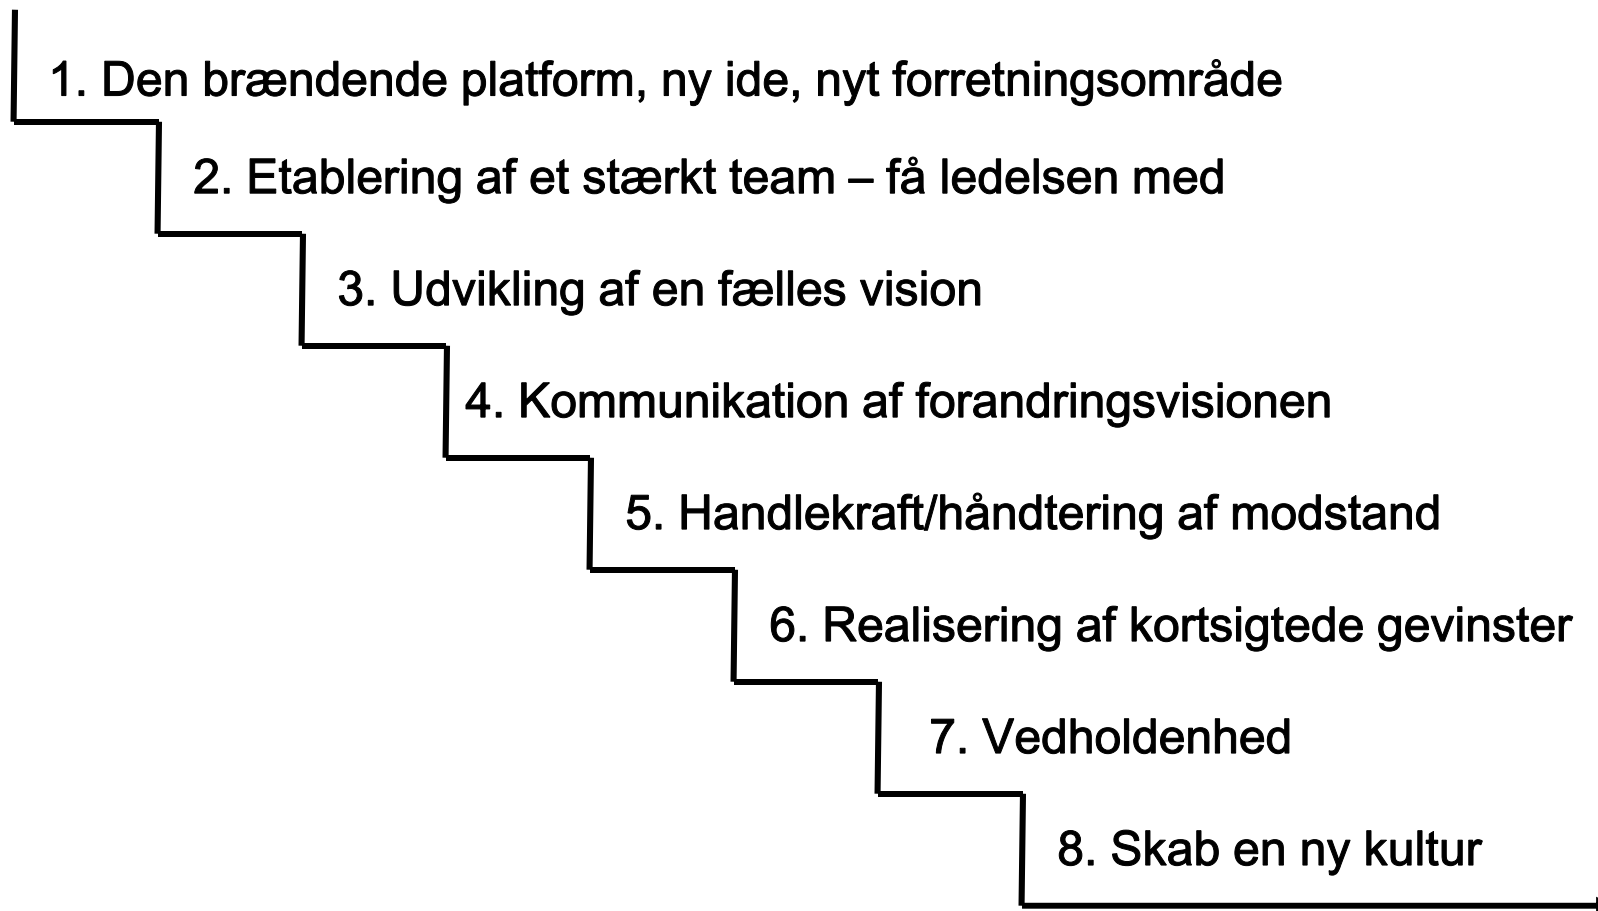 1. Den brændende platform, ny ide, nyt forretningsområde
2. Etablering af et stærkt team – få ledelsen med
3. Udvikling af en fælles vision
4. Kommunikation af forandringsvisionen
5. Handlekraft/håndtering af modstand
6. Realisering af kortsigtede gevinster
7. Vedholdenhed
8. Skab en ny kultur